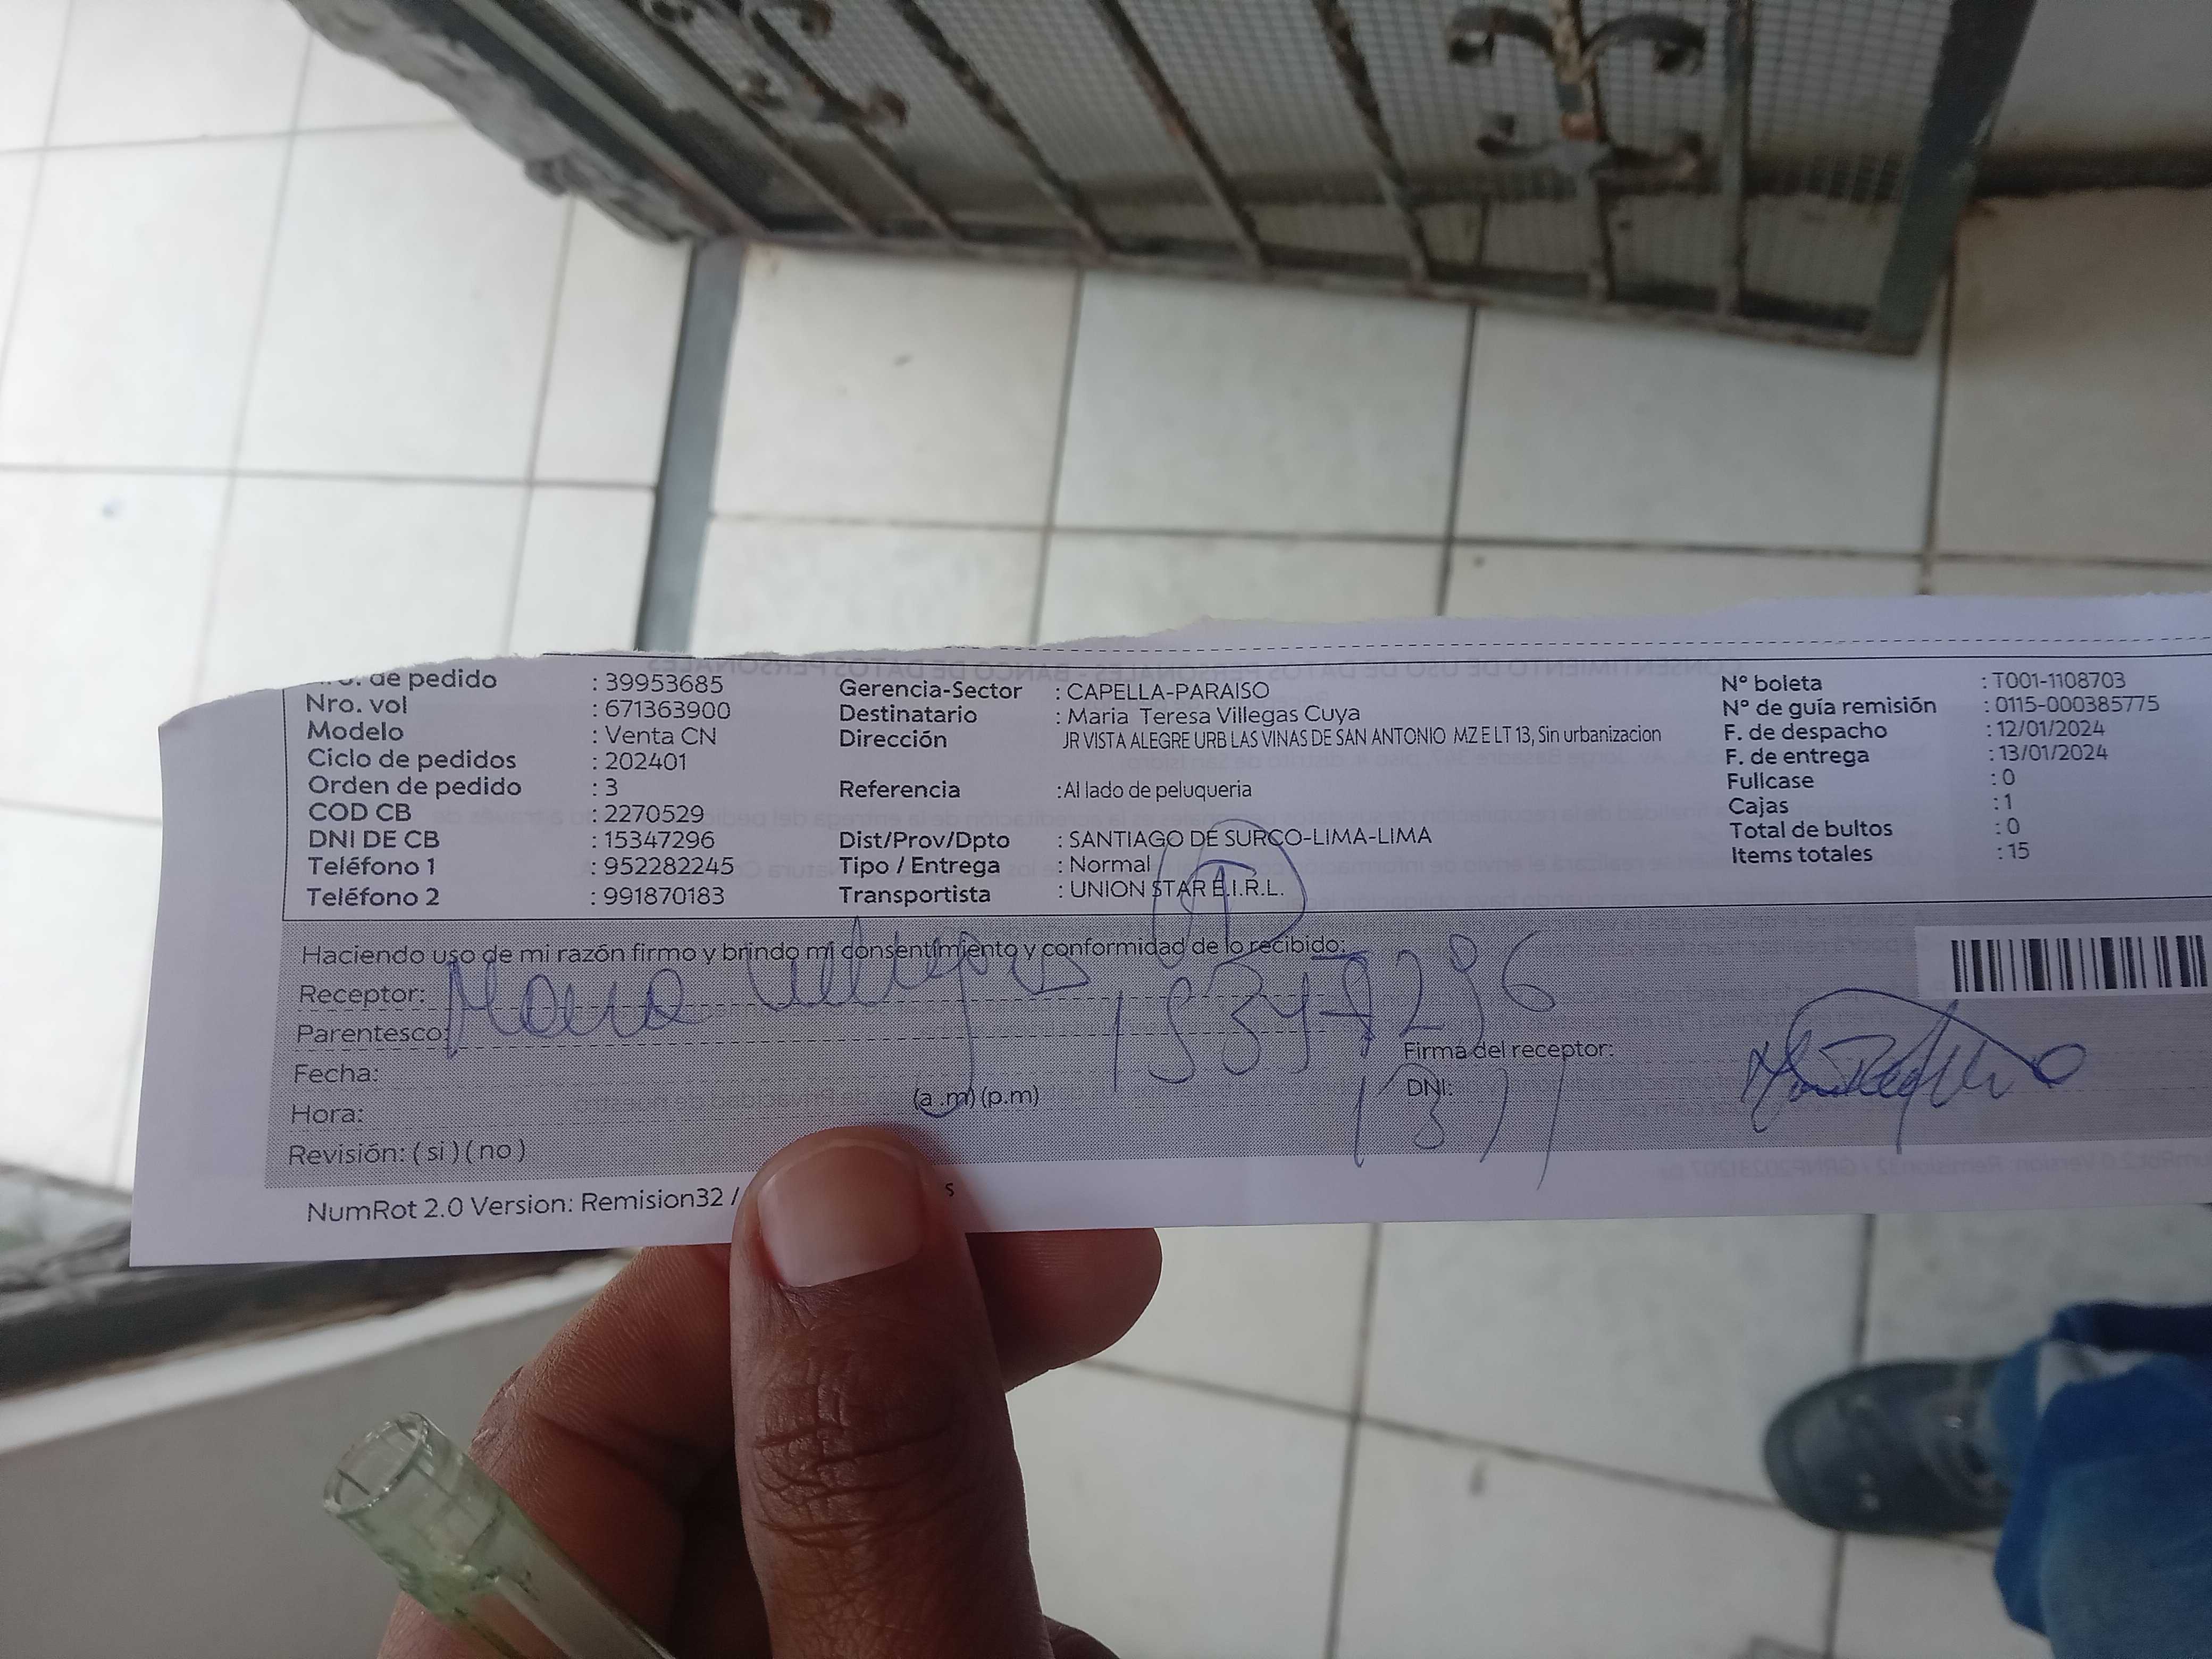 de pedido : 39953685
Nro. vol : 671363900
Modelo : Venta CN
Ciclo de pedidos : 202401
Orden de pedido : 3
COD CB : 2270529
DNI DE CB : 15347296
Teléfono 1 : 952282245
Teléfono 2 : 991870183
Gerencia-Sector : CAPELLA-PARAISO
Destinatario : Maria Teresa Villegas Cuya
Dirección JR VISTA ALEGRE URB LAS VINAS DE SAN ANTONIO MZ E LT 13, Sin urbanizacion
Referencia :Al lado de peluqueria
Dist/Prov/Dpto : SANTIAGO DE SURCO-LIMA-LIMA
Tipo / Entrega : Normal
Transportista : UNION STAR E.I.R.L.
N° boleta : T001-1108703
N° de guía remisión : 0115-000385775
F. de despacho : 12/01/2024
F. de entrega : 13/01/2024
Fullcase : 0
Cajas : 1
Total de bultos : 0
Items totales : 15
Haciendo uso de mi razón firmo y brindo mi consentimiento y conformidad de lo recibido:
Receptor: Maria Villegas 15347296
Parentesco:
Fecha:
Hora: (a .m) (p.m)
Revisión: ( si ) ( no )
Firma del receptor:
DNI:
NumRot 2.0 Version: Remision32 /